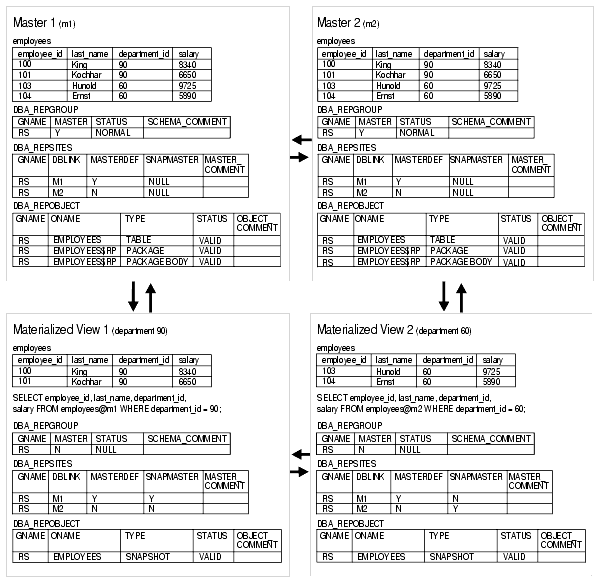 Master 1 (m1)
employees
employee_id last_name department_id salary
100 King 90 8340
101 Kochhar 90 6650
103 Hunold 60 9725
104 Ernst 60 5890
DBA_REPGROUP
GNAME MASTER STATUS SCHEMA_COMMENT
RS Y NORMAL
DBA_REPSITES
GNAME DBLINK MASTERDEF SNAPMASTER MASTER_
COMMENT
RS M1 Y NULL
RS M2 N NULL
DBA_REPOBJECT
GNAME ONAME TYPE STATUS OBJECT
COMMENT
RS EMPLOYEES TABLE VALID
RS EMPLOYEES$RP PACKAGE VALID
RS EMPLOYEES$RP PACKAGE BODY VALID
Master 2 (m2)
employees
employee_id last_name department_id salary
100 King 90 8340
101 Kochhar 90 6650
103 Hunold 60 9725
104 Ernst 60 5890
DBA_REPGROUP
GNAME MASTER STATUS SCHEMA_COMMENT
RS Y NORMAL
DBA_REPSITES
GNAME DBLINK MASTERDEF SNAPMASTER MASTER_
COMMENT
RS M1 Y NULL
RS M2 N NULL
DBA_REPOBJECT
GNAME ONAME TYPE STATUS OBJECT
COMMENT
RS EMPLOYEES TABLE VALID
RS EMPLOYEES$RP PACKAGE VALID
RS EMPLOYEES$RP PACKAGE BODY VALID
Materialized View 1 (department 90)
employees
employee_id last_name department_id salary
100 King 90 8340
101 Kochhar 90 6650
SELECT employee_id, last_name, department_id,
salary FROM employees@m1 WHERE department_id = 90;
DBA_REPGROUP
GNAME MASTER STATUS SCHEMA_COMMENT
RS N NULL
DBA_REPSITES
GNAME DBLINK MASTERDEF SNAPMASTER MASTER_
COMMENT
RS M1 Y Y
RS M2 N N
DBA_REPOBJECT
GNAME ONAME TYPE STATUS OBJECT
COMMENT
RS EMPLOYEES SNAPSHOT VALID
Materialized View 2 (department 60)
employees
employee_id last_name department_id salary
103 Hunold 60 9725
104 Ernst 60 5890
SELECT employee_id, last_name, department_id,
salary FROM employees@m2 WHERE department_id = 60;
DBA_REPGROUP
GNAME MASTER STATUS SCHEMA_COMMENT
RS N NULL
DBA_REPSITES
GNAME DBLINK MASTERDEF SNAPMASTER MASTER_
COMMENT
RS M1 Y N
RS M2 N Y
DBA_REPOBJECT
GNAME ONAME TYPE STATUS OBJECT
COMMENT
RS EMPLOYEES SNAPSHOT VALID